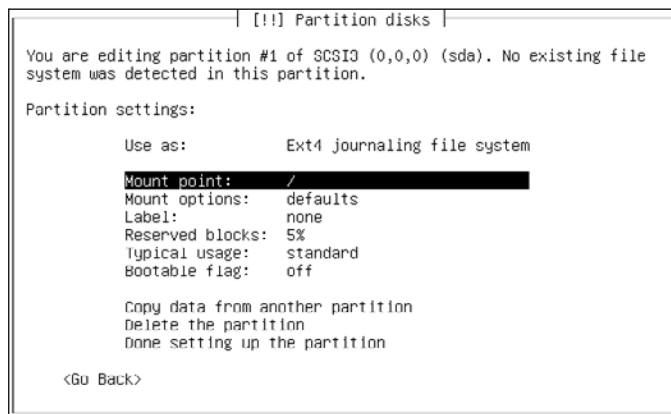 [!!] Partition disks
You are editing partition #1 of SCSI3 (0,0,0) (sda). No existing file
system was detected in this partition.
Partition settings:
Use as: Ext4 journaling file system
Mount point: /
Mount options: defaults
Label: none
Reserved blocks: 5%
Typical usage: standard
Bootable flag: off
Copy data from another partition
Delete the partition
Done setting up the partition
<Go Back>